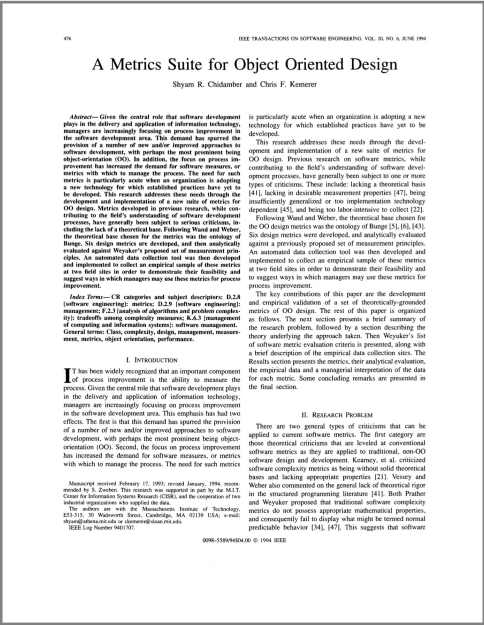 476
IEEE TRANSACTIONS ON SOFTWARE ENGINEERING, VOL. 20, NO. 6, JUNE 1994
A Metrics Suite for Object Oriented Design
Shyam R. Chidamber and Chris F. Kemerer
Abstract—Given the central role that software development
plays in the delivery and application of information technology,
managers are increasingly focusing on process improvement in
the software development area. This demand has spurred the
provision of a number of new and/or improved approaches to
software development, with perhaps the most prominent being
object-orientation (OO). In addition, the focus on process im-
provement has increased the demand for software measures, or
metrics with which to manage the process. The need for such
metrics is particularly acute when an organization is adopting
a new technology for which established practices have yet to
be developed. This research addresses these needs through the
development and implementation of a new suite of metrics for
OO design. Metrics developed in previous research, while con-
tributing to the field's understanding of software development
processes, have generally been subject to serious criticisms, in-
cluding the lack of a theoretical base. Following Wand and Weber,
the theoretical base chosen for the metrics was the ontology of
Bunge. Six design metrics are developed, and then analytically
evaluated against Weyuker's proposed set of measurement prin-
ciples. An automated data collection tool was then developed
and implemented to collect an empirical sample of these metrics
at two field sites in order to demonstrate their feasibility and
suggest ways in which managers may use these metrics for process
improvement.
Index Terms—CR categories and subject descriptors: D.2.8
[software engineering]: metrics; D.2.9 [software engineering]:
management; F.2.3 [analysis of algorithms and problem complex-
ity]: tradeoffs among complexity measures; K.6.3 [management
of computing and information systems]: software management.
General terms: Class, complexity, design, management, measure-
ment, metrics, object orientation, performance.
I. INTRODUCTION
IT has been widely recognized that an important component
of process improvement is the ability to measure the
process. Given the central role that software development plays
in the delivery and application of information technology,
managers are increasingly focusing on process improvement
in the software development area. This emphasis has had two
effects. The first is that this demand has spurred the provision
of a number of new and/or improved approaches to software
development, with perhaps the most prominent being object-
orientation (OO). Second, the focus on process improvement
has increased the demand for software measures, or metrics
with which to manage the process. The need for such metrics
Manuscript received February 17, 1993; revised January, 1994. recom-
mended by S. Zweben. This research was supported in part by the M.I.T.
Center for Information Systems Research (CISR), and the cooperation of two
industrial organizations who supplied the data.
The authors are with the Massachusetts Institute of Technology,
E53-315, 30 Wadsworth Street, Cambridge, MA 02139 USA; e-mail:
shyam@athena.mit.edu or ckemerer@sloan.mit.edu.
IEEE Log Number 9401707.
is particularly acute when an organization is adopting a new
technology for which established practices have yet to be
developed.
This research addresses these needs through the devel-
opment and implementation of a new suite of metrics for
OO design. Previous research on software metrics, while
contributing to the field's understanding of software devel-
opment processes, have generally been subject to one or more
types of criticisms. These include: lacking a theoretical basis
[41], lacking in desirable measurement properties [47], being
insufficiently generalized or too implementation technology
dependent [45], and being too labor-intensive to collect [22].
Following Wand and Weber, the theoretical base chosen for
the OO design metrics was the ontology of Bunge [5], [6], [43].
Six design metrics were developed, and analytically evaluated
against a previously proposed set of measurement principles.
An automated data collection tool was then developed and
implemented to collect an empirical sample of these metrics
at two field sites in order to demonstrate their feasibility and
to suggest ways in which managers may use these metrics for
process improvement.
The key contributions of this paper are the development
and empirical validation of a set of theoretically-grounded
metrics of OO design. The rest of this paper is organized
as follows. The next section presents a brief summary of
the research problem, followed by a section describing the
theory underlying the approach taken. Then Weyuker's list
of software metric evaluation criteria is presented, along with
a brief description of the empirical data collection sites. The
Results section presents the metrics, their analytical evaluation,
the empirical data and a managerial interpretation of the data
for each metric. Some concluding remarks are presented in
the final section.
II. RESEARCH PROBLEM
There are two general types of criticisms that can be
applied to current software metrics. The first category are
those theoretical criticisms that are leveled at conventional
software metrics as they are applied to traditional, non-OO
software design and development. Kearney, et al. criticized
software complexity metrics as being without solid theoretical
bases and lacking appropriate properties [21]. Vessey and
Weber also commented on the general lack of theoretical rigor
in the structured programming literature [41]. Both Prather
and Weyuker proposed that traditional software complexity
metrics do not possess appropriate mathematical properties,
and consequently fail to display what might be termed normal
predictable behavior [34], [47]. This suggests that software
0098-5589/94$04.00 © 1994 IEEE